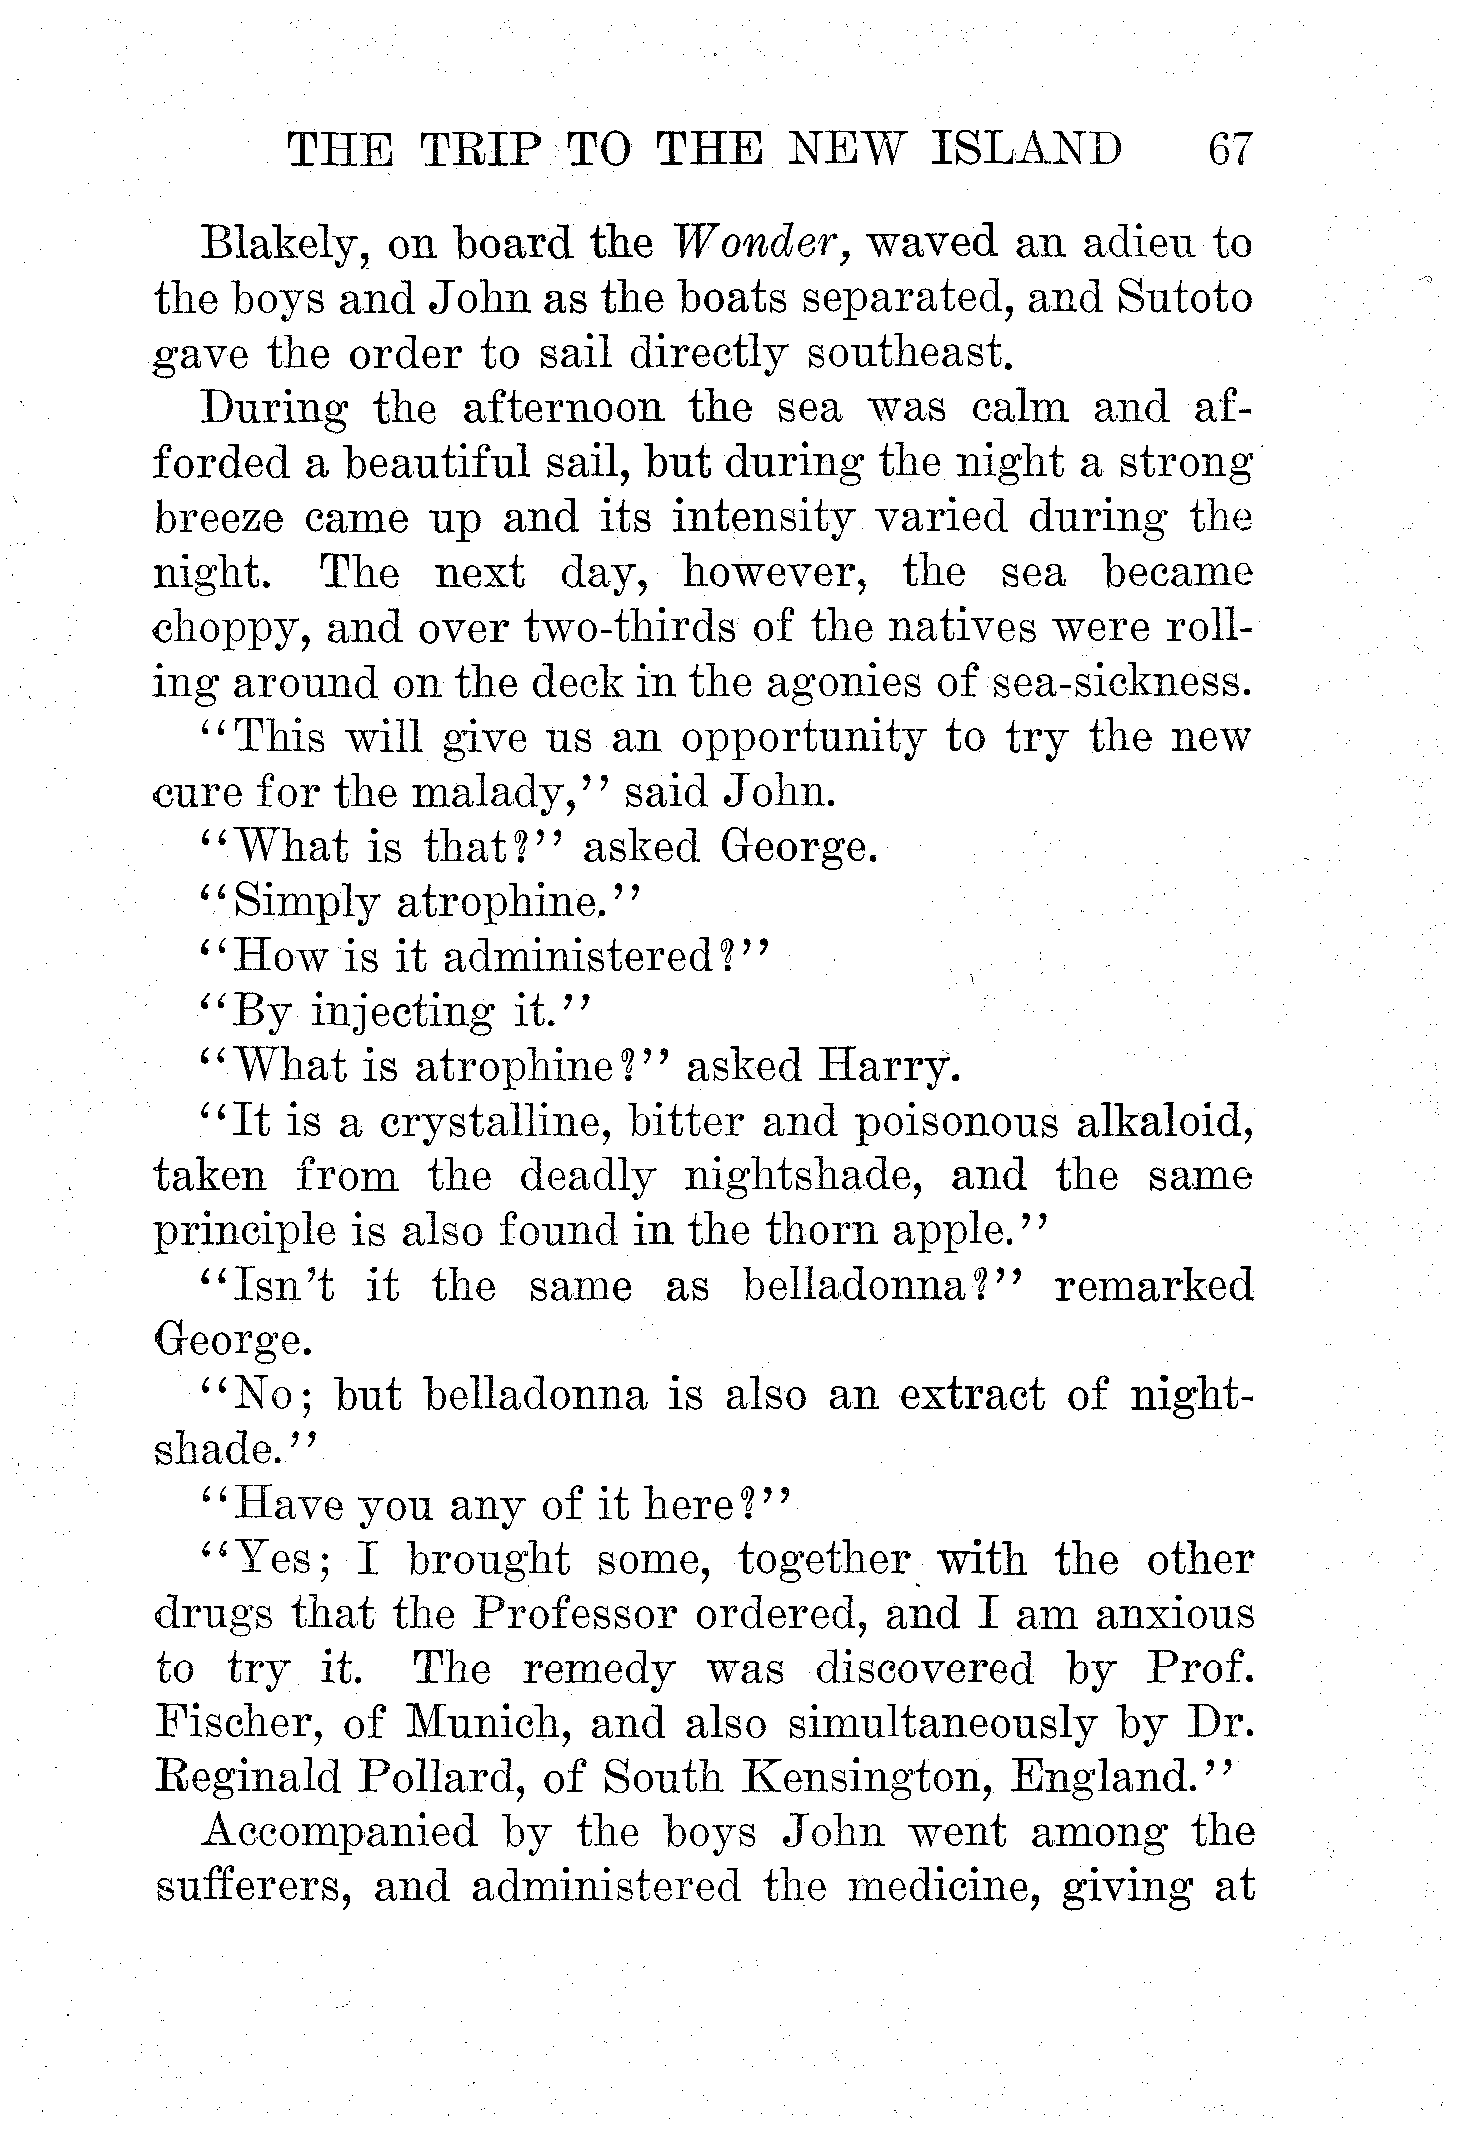 THE TRIP TO THE NEW ISLAND 67
Blakely, on board the Wonder, waved an adieu to
the boys and John as the boats separated, and Sutoto
gave the order to sail directly southeast.
During the afternoon the sea was calm and af-
forded a beautiful sail, but during the night a strong
breeze came up and its intensity varied during the
night. The next day, however, the sea became
choppy, and over two-thirds of the natives were roll-
ing around on the deck in the agonies of sea-sickness.
"This will give us an opportunity to try the new
cure for the malady," said John.
"What is that?" asked George.
"Simply atrophine."
"How is it administered?"
"By injecting it."
"What is atrophine?" asked Harry.
"It is a crystalline, bitter and poisonous alkaloid,
taken from the deadly nightshade, and the same
principle is also found in the thorn apple."
"Isn't it the same as belladonna?" remarked
George.
"No; but belladonna is also an extract of night-
shade."
"Have you any of it here?"
"Yes; I brought some, together with the other
drugs that the Professor ordered, and I am anxious
to try it. The remedy was discovered by Prof.
Fischer, of Munich, and also simultaneously by Dr.
Reginald Pollard, of South Kensington, England."
Accompanied by the boys John went among the
sufferers, and administered the medicine, giving at